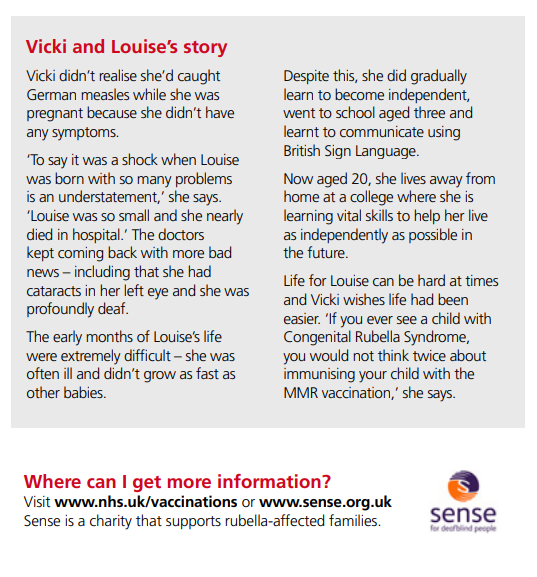 Vicki and Louise's story
Vicki didn't realise she'd caught
German measles while she was
pregnant because she didn't have
any symptoms.
'To say it was a shock when Louise
was born with so many problems
is an understatement,' she says.
'Louise was so small and she nearly
died in hospital.' The doctors
kept coming back with more bad
news – including that she had
cataracts in her left eye and she was
profoundly deaf.
The early months of Louise's life
were extremely difficult – she was
often ill and didn't grow as fast as
other babies.
Despite this, she did gradually
learn to become independent,
went to school aged three and
learnt to communicate using
British Sign Language.
Now aged 20, she lives away from
home at a college where she is
learning vital skills to help her live
as independently as possible in
the future.
Life for Louise can be hard at times
and Vicki wishes life had been
easier. 'If you ever see a child with
Congenital Rubella Syndrome,
you would not think twice about
immunising your child with the
MMR vaccination,' she says.
Where can I get more information?
Visit www.nhs.uk/vaccinations or www.sense.org.uk
Sense is a charity that supports rubella-affected families.
sense
for deafblind people